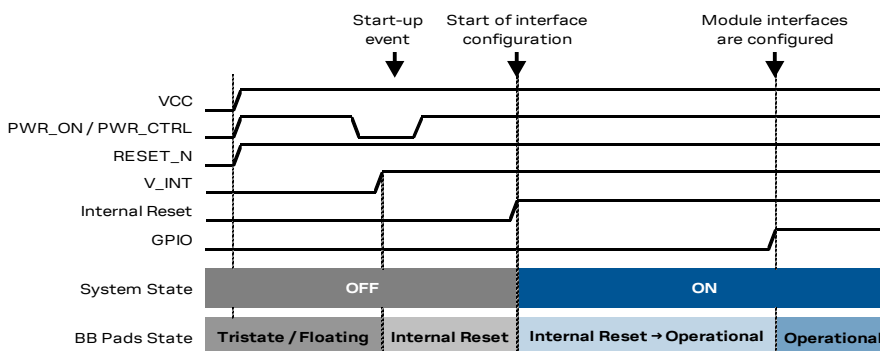 Start-up
event
Start of interface
configuration
Module interfaces
are configured
VCC
PWR_ON / PWR_CTRL
RESET_N
V_INT
Internal Reset
GPIO
System State
OFF
ON
BB Pads State
Tristate / Floating
Internal Reset
Internal Reset → Operational
Operational